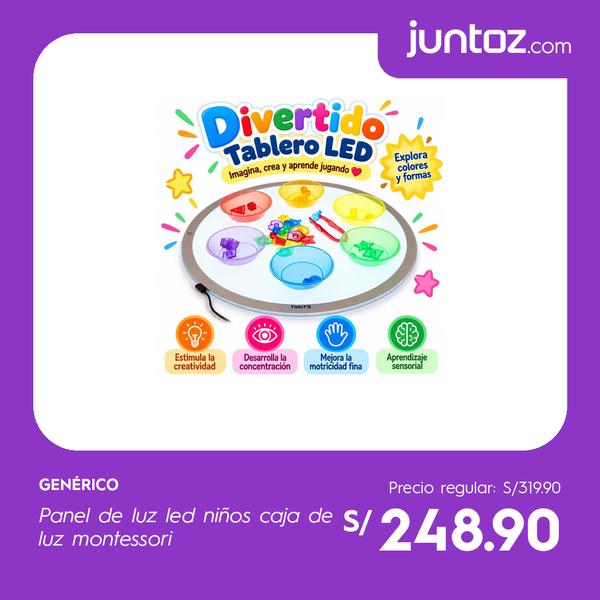 juntoz.com
Divertido
Tablero LED
Imagina, crea y aprende jugando
Explora
colores
y formas
TickiT
Estimula la
creatividad
Desarrolla la
concentración
Mejora la
motricidad fina
Aprendizaje
sensorial
GENÉRICO
Precio regular: S/319.90
Panel de luz led niños caja de
luz montessori
S/248.90